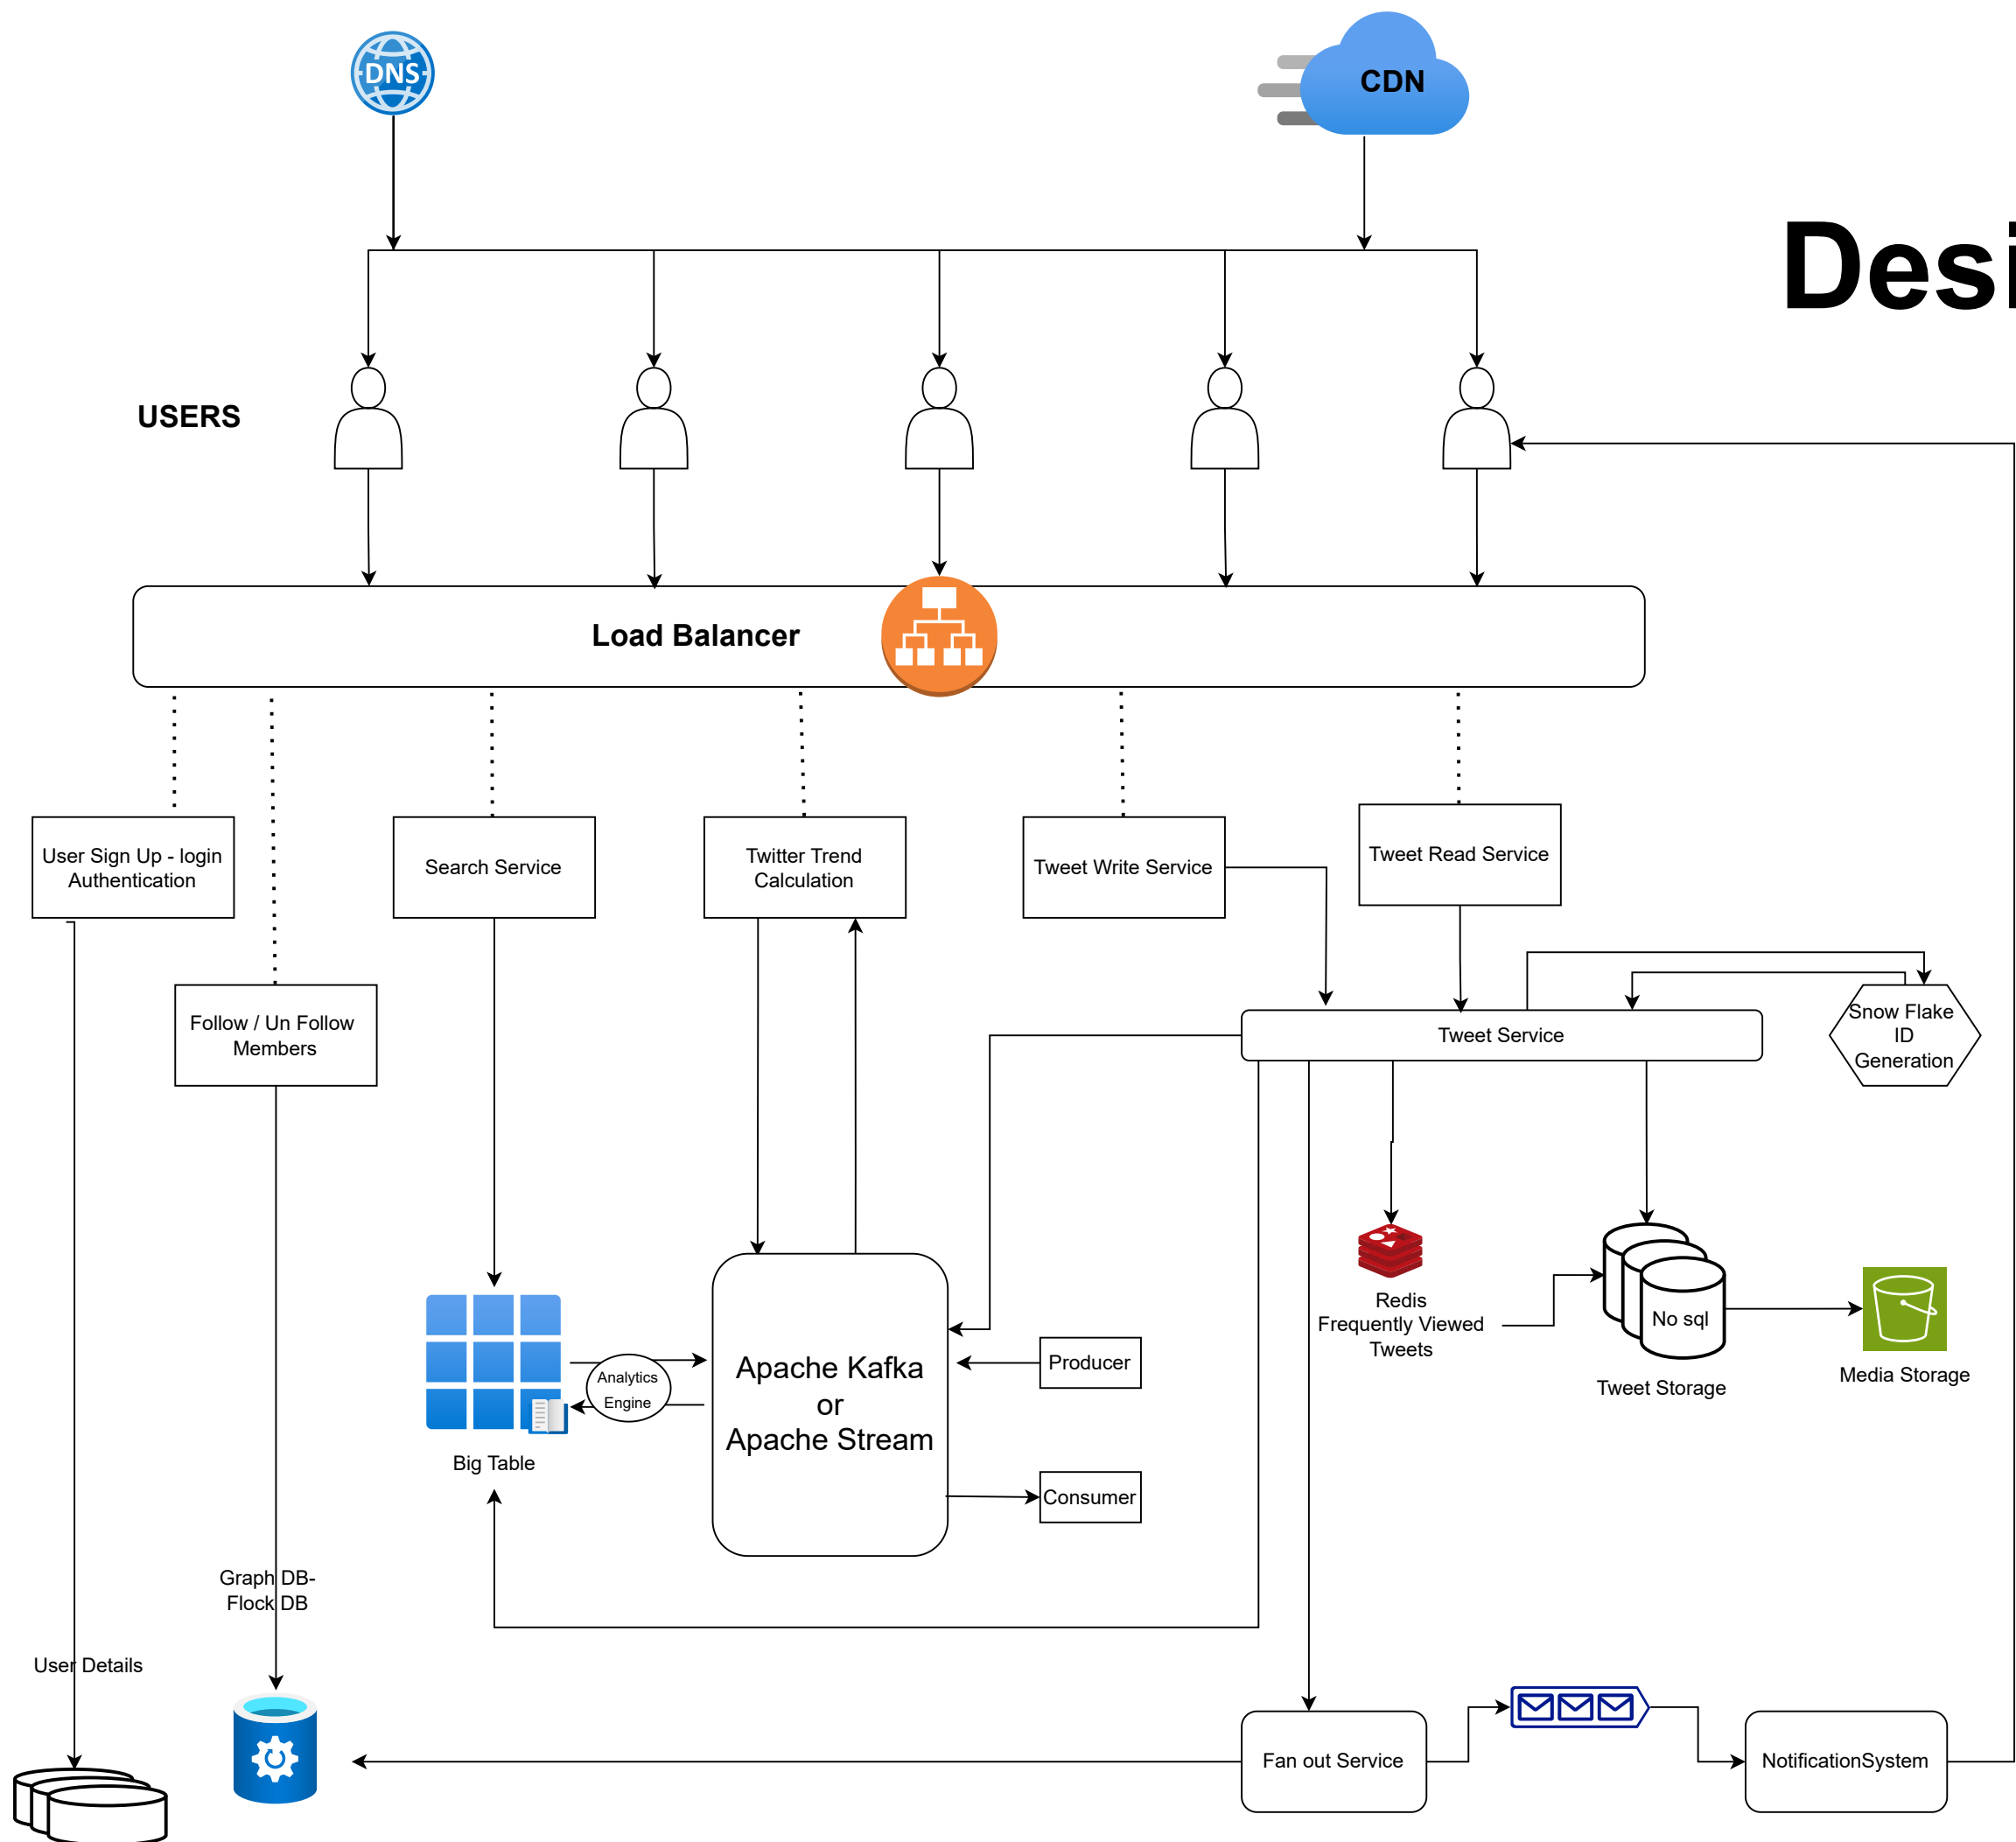 DNS
CDN
Desi
USERS
Load Balancer
User Sign Up - login
Authentication
Search Service
Twitter Trend
Calculation
Tweet Write Service
Tweet Read Service
Follow / Un Follow
Members
Tweet Service
Snow Flake
ID
Generation
Redis
Frequently Viewed
Tweets
No sql
Tweet Storage
Media Storage
Analytics
Engine
Big Table
Apache Kafka
or
Apache Stream
Producer
Consumer
Graph DB-
Flock DB
User Details
Fan out Service
NotificationSystem